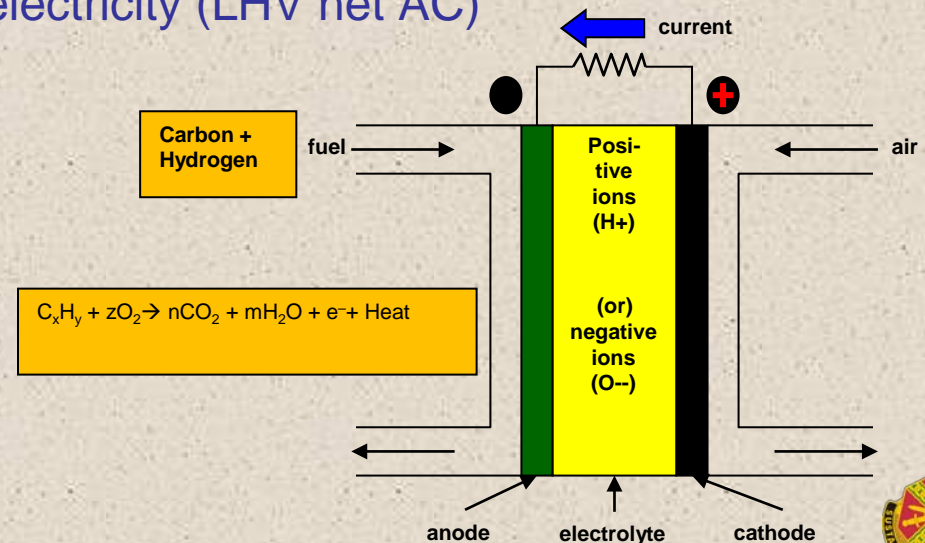 electricity (LHV net AC)
current
Carbon +
Hydrogen
fuel
Posi-
tive
ions
(H+)
air
(or)
negative
ions
(O--)
CxHy + zO2→ nCO2 + mH2O + e–+ Heat
anode
electrolyte
cathode